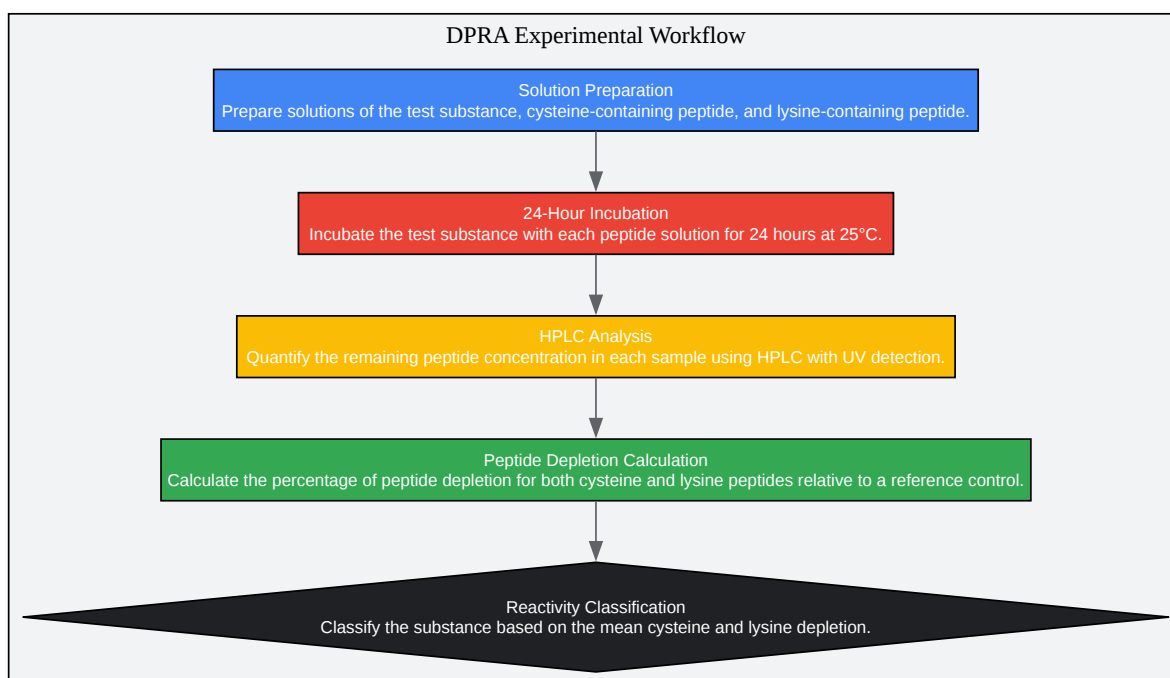 DPRA Experimental Workflow
Solution Preparation
Prepare solutions of the test substance, cysteine-containing peptide, and lysine-containing peptide.
24-Hour Incubation
Incubate the test substance with each peptide solution for 24 hours at 25°C.
HPLC Analysis
Quantify the remaining peptide concentration in each sample using HPLC with UV detection.
Peptide Depletion Calculation
Calculate the percentage of peptide depletion for both cysteine and lysine peptides relative to a reference control.
Reactivity Classification
Classify the substance based on the mean cysteine and lysine depletion.